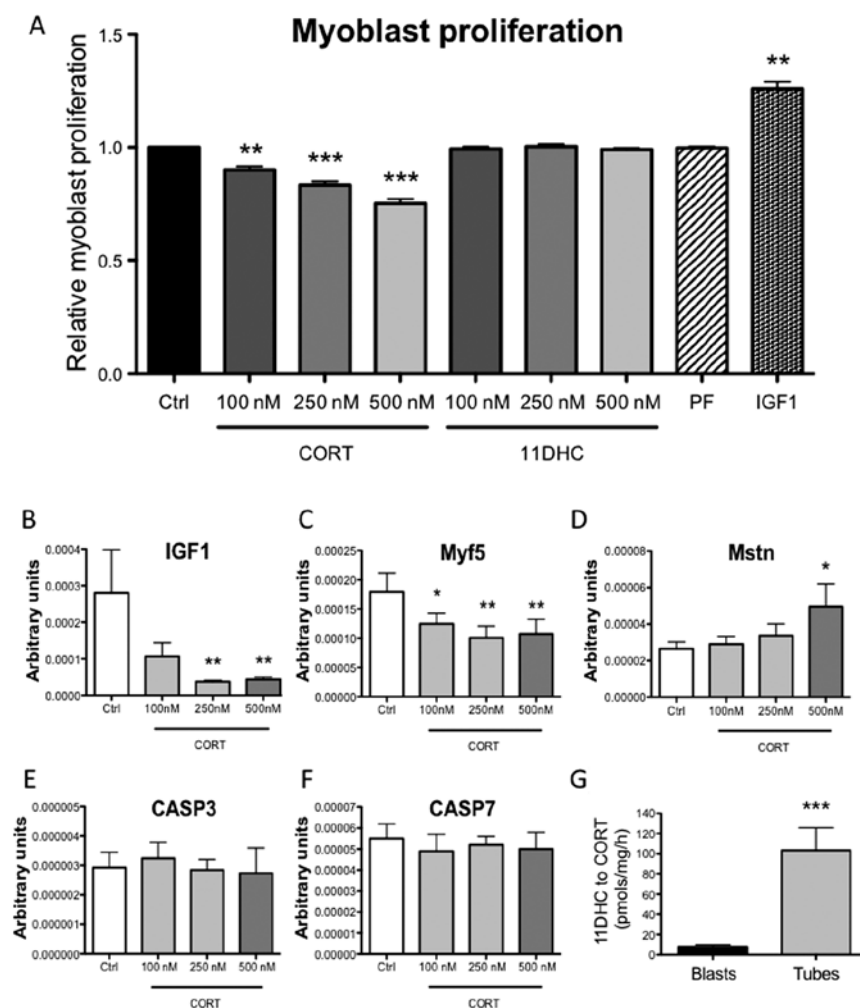 A
Myoblast proliferation
Relative myoblast proliferation
1.5
1.0
0.5
0.0
** *** *** **
Ctrl 100 nM 250 nM 500 nM 100 nM 250 nM 500 nM PF IGF1
CORT 11DHC
B
IGF1
Arbitrary units
0.0004
0.0003
0.0002
0.0001
0.0000
** **
Ctrl 100nM 250nM 500nM
CORT
C
Myf5
Arbitrary units
0.00025
0.00020
0.00015
0.00010
0.00005
0.00000
* ** **
Ctrl 100nM 250nM 500nM
CORT
D
Mstn
Arbitrary units
0.00008
0.00006
0.00004
0.00002
0.00000
*
Ctrl 100nM 250nM 500nM
CORT
E
CASP3
Arbitrary units
0.000005
0.000004
0.000003
0.000002
0.000001
0.000000
Ctrl 100 nM 250 nM 500 nM
CORT
F
CASP7
Arbitrary units
0.00007
0.00006
0.00005
0.00004
0.00003
0.00002
0.00001
0.00000
Ctrl 100 nM 250 nM 500 nM
CORT
G
11DHC to CORT
(pmols/mg/h)
140
120
100
80
60
40
20
0
***
Blasts Tubes